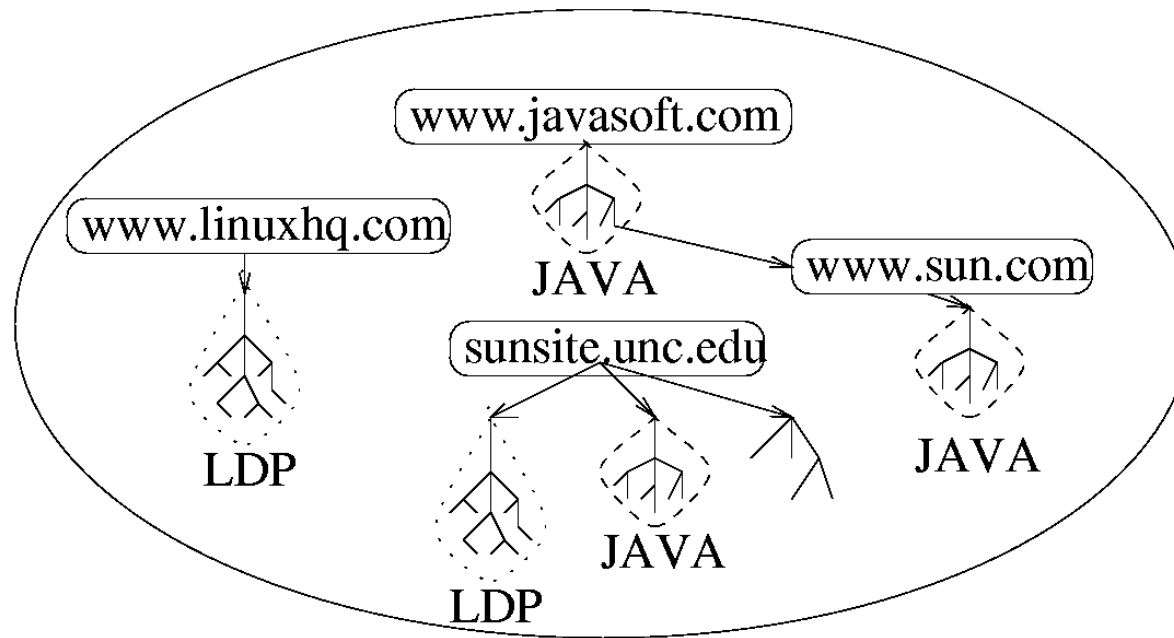 www.javasoft.com
www.linuxhq.com
JAVA
www.sun.com
sunsite.unc.edu
LDP
JAVA
JAVA
LDP